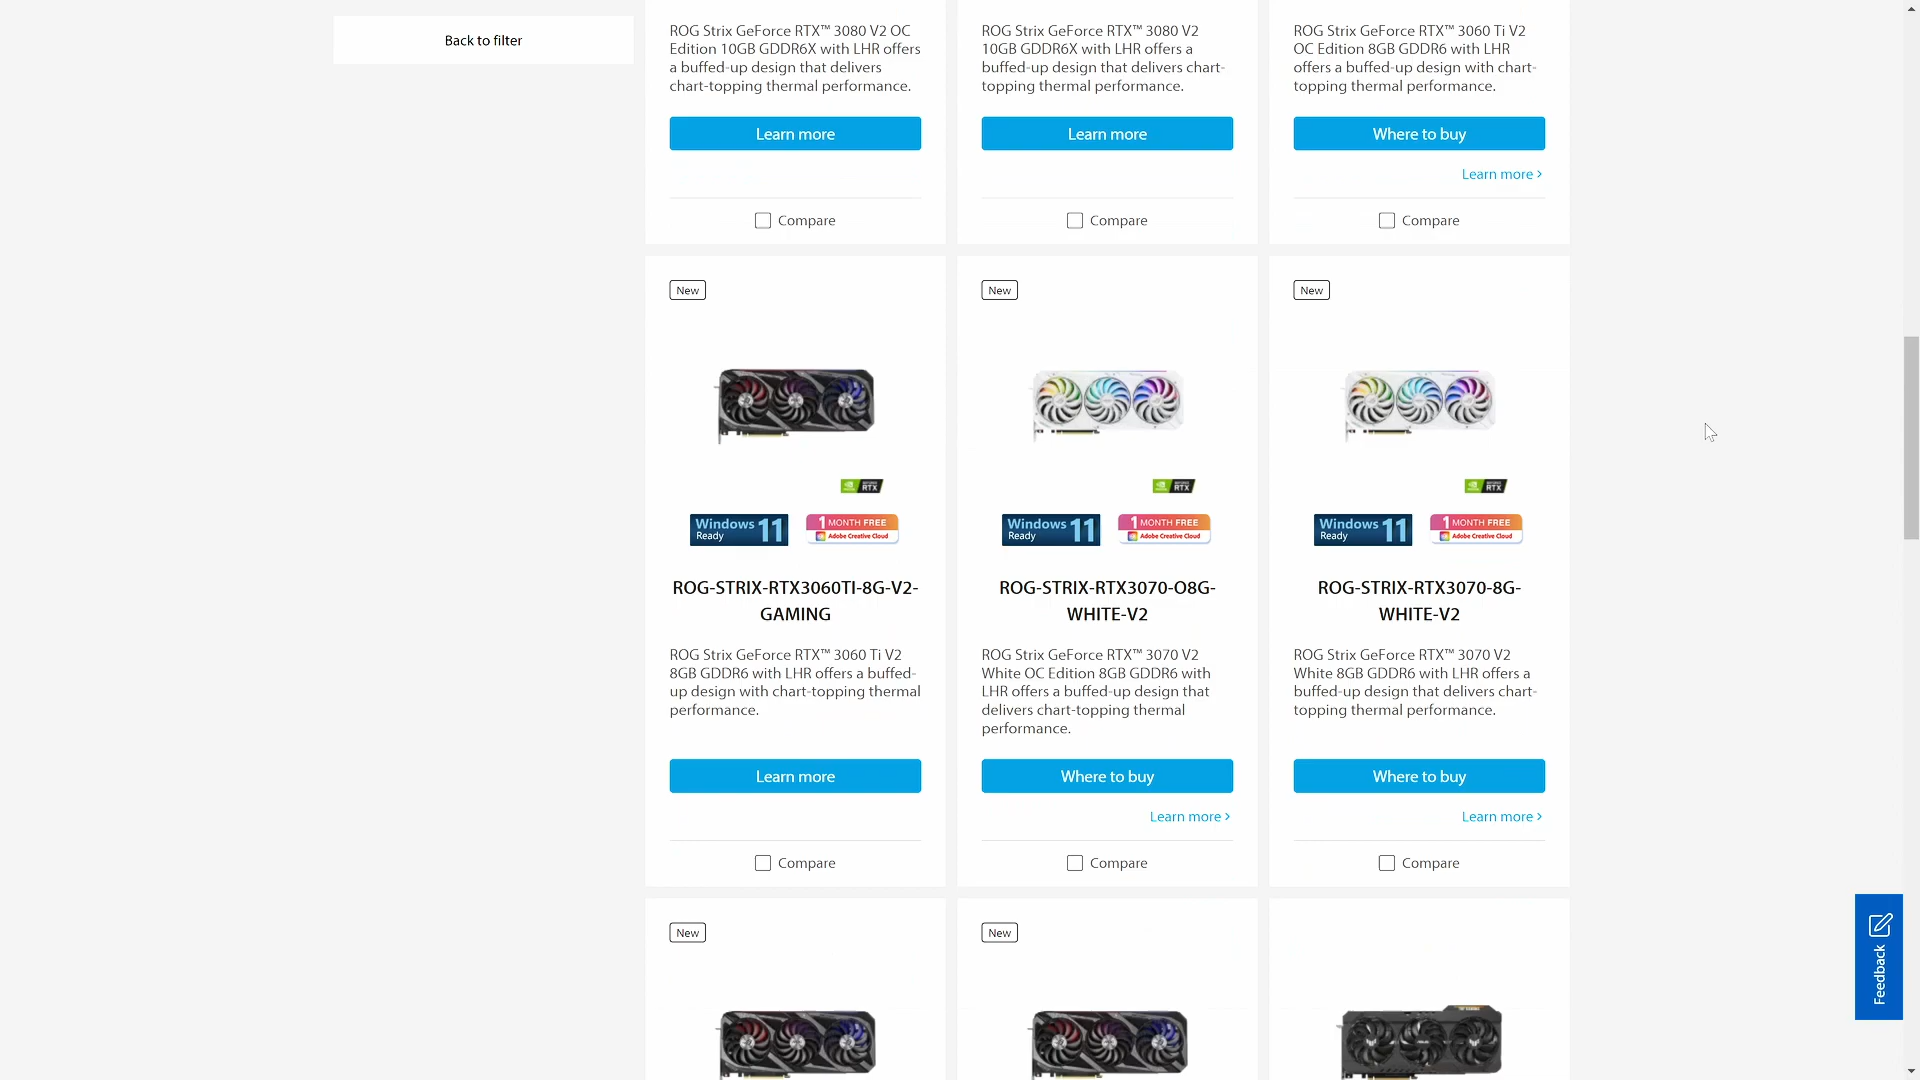 Back to filter
ROG Strix GeForce RTX™ 3080 V2 OC
Edition 10GB GDDR6X with LHR offers
a buffed-up design that delivers
chart-topping thermal performance.
Learn more
Compare
ROG Strix GeForce RTX™ 3080 V2
10GB GDDR6X with LHR offers a
buffed-up design that delivers chart-
topping thermal performance.
Learn more
Compare
ROG Strix GeForce RTX™ 3060 Ti V2
OC Edition 8GB GDDR6 with LHR
offers a buffed-up design with chart-
topping thermal performance.
Where to buy
Learn more >
Compare
New
Windows 11
Ready
1 MONTH FREE
Adobe Creative Cloud
RTX
ROG-STRIX-RTX3060TI-8G-V2-
GAMING
ROG Strix GeForce RTX™ 3060 Ti V2
8GB GDDR6 with LHR offers a buffed-
up design with chart-topping thermal
performance.
Learn more
Compare
New
RTX
Windows 11
Ready
1 MONTH FREE
Adobe Creative Cloud
ROG-STRIX-RTX3070-O8G-
WHITE-V2
ROG Strix GeForce RTX™ 3070 V2
White OC Edition 8GB GDDR6 with
LHR offers a buffed-up design that
delivers chart-topping thermal
performance.
Where to buy
Learn more >
Compare
New
RTX
Windows 11
Ready
1 MONTH FREE
Adobe Creative Cloud
ROG-STRIX-RTX3070-8G-
WHITE-V2
ROG Strix GeForce RTX™ 3070 V2
White 8GB GDDR6 with LHR offers a
buffed-up design that delivers chart-
topping thermal performance.
Where to buy
Learn more >
Compare
New
New
Feedback